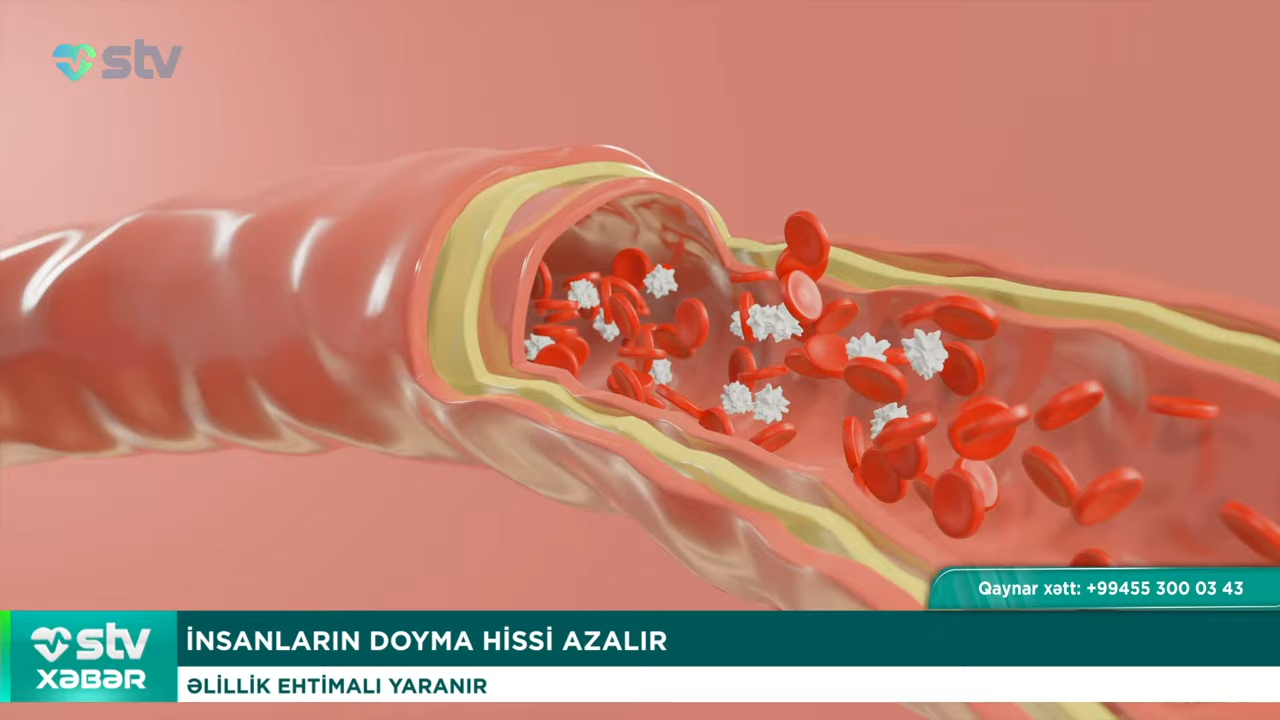 stv
Qaynar xətt: +99455 300 03 43
stv
XƏBƏR
İNSANLARIN DOYMA HİSSİ AZALIR
ƏLİLLİK EHTİMALI YARANIR